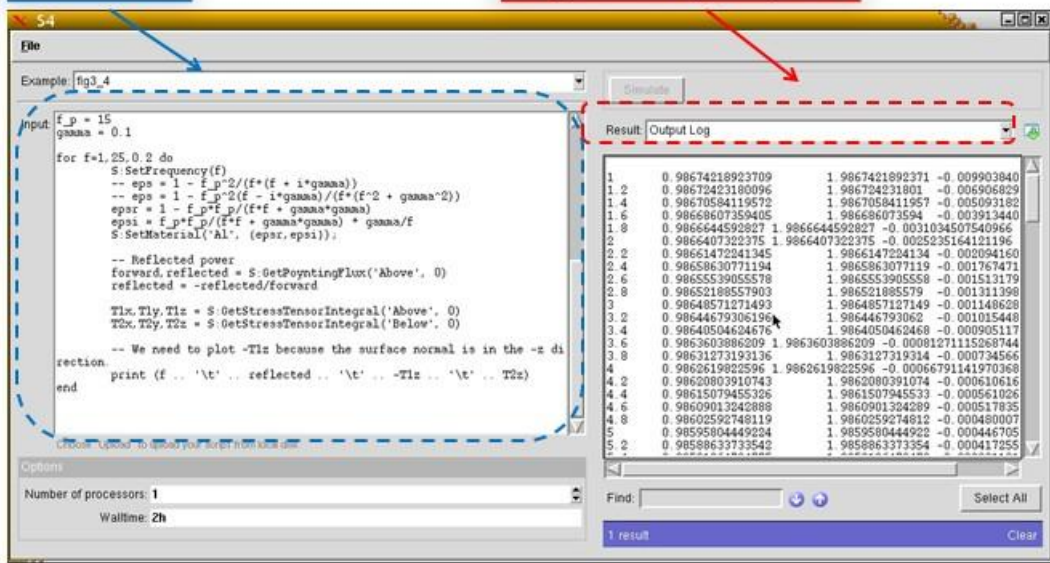 S4
File
Example: fig3_4
Input:
f_p = 15
gamma = 0.1
for f=1,25,0.2 do
S:SetFrequency(f)
-- eps = 1 - f_p^2/(f*(f + i*gamma))
-- eps = 1 - f_p^2(f - i*gamma)/(f*(f^2 + gamma^2))
epsr = 1 - f_p*f_p/(f*f + gamma*gamma)
epsi = f_p*f_p/(f*f + gamma*gamma) * gamma/f
S:SetMaterial('Al', {epsr,epsi});
-- Reflected power
forward,reflected = S:GetPoyntingFlux('Above', 0)
reflected = -reflected/forward
T1x,T1y,T1z = S:GetStressTensorIntegral('Above', 0)
T2x,T2y,T2z = S:GetStressTensorIntegral('Below', 0)
-- We need to plot -T1z because the surface normal is in the -z di
rection.
print (f .. '\t' .. reflected .. '\t' .. -T1z .. '\t' .. T2z)
end
Choose "Upload" to upload your script from local disk
Options
Number of processors: 1
Walltime: 2h
Simulate
Result: Output Log
1 0.98674218923709 1.9867421892371 -0.009903840
1.2 0.98672423180096 1.986724231801 -0.006906829
1.4 0.98670584119572 1.9867058411957 -0.005093182
1.6 0.98668607359405 1.986686073594 -0.003913440
1.8 0.9866644592827 1.9866644592827 -0.0031034507540966
2 0.9866407322375 1.9866407322375 -0.0025235164121196
2.2 0.98661472241345 1.9866147224134 -0.002094160
2.4 0.98658630771194 1.9865863077119 -0.001767471
2.6 0.98655539055578 1.9865553905558 -0.001513179
2.8 0.98652188557903 1.986521885579 -0.001311398
3 0.98648571271493 1.9864857127149 -0.001148628
3.2 0.98644679306196 1.986446793062 -0.001015448
3.4 0.98640504624676 1.9864050462468 -0.000905117
3.6 0.9863603886209 1.9863603886209 -0.00081271115268744
3.8 0.98631273193136 1.9863127319314 -0.000734566
4 0.9862619822596 1.9862619822596 -0.00066791141970368
4.2 0.98620803910743 1.9862080391074 -0.000610616
4.4 0.98615079455326 1.9861507945533 -0.000561026
4.6 0.98609013242888 1.9860901324289 -0.000517835
4.8 0.98602592748119 1.9860259274812 -0.000480007
5 0.98595804449224 1.9859580444922 -0.000446705
5.2 0.98588633733542 1.9858863373354 -0.000417255
Find:
Select All
1 result
Clear